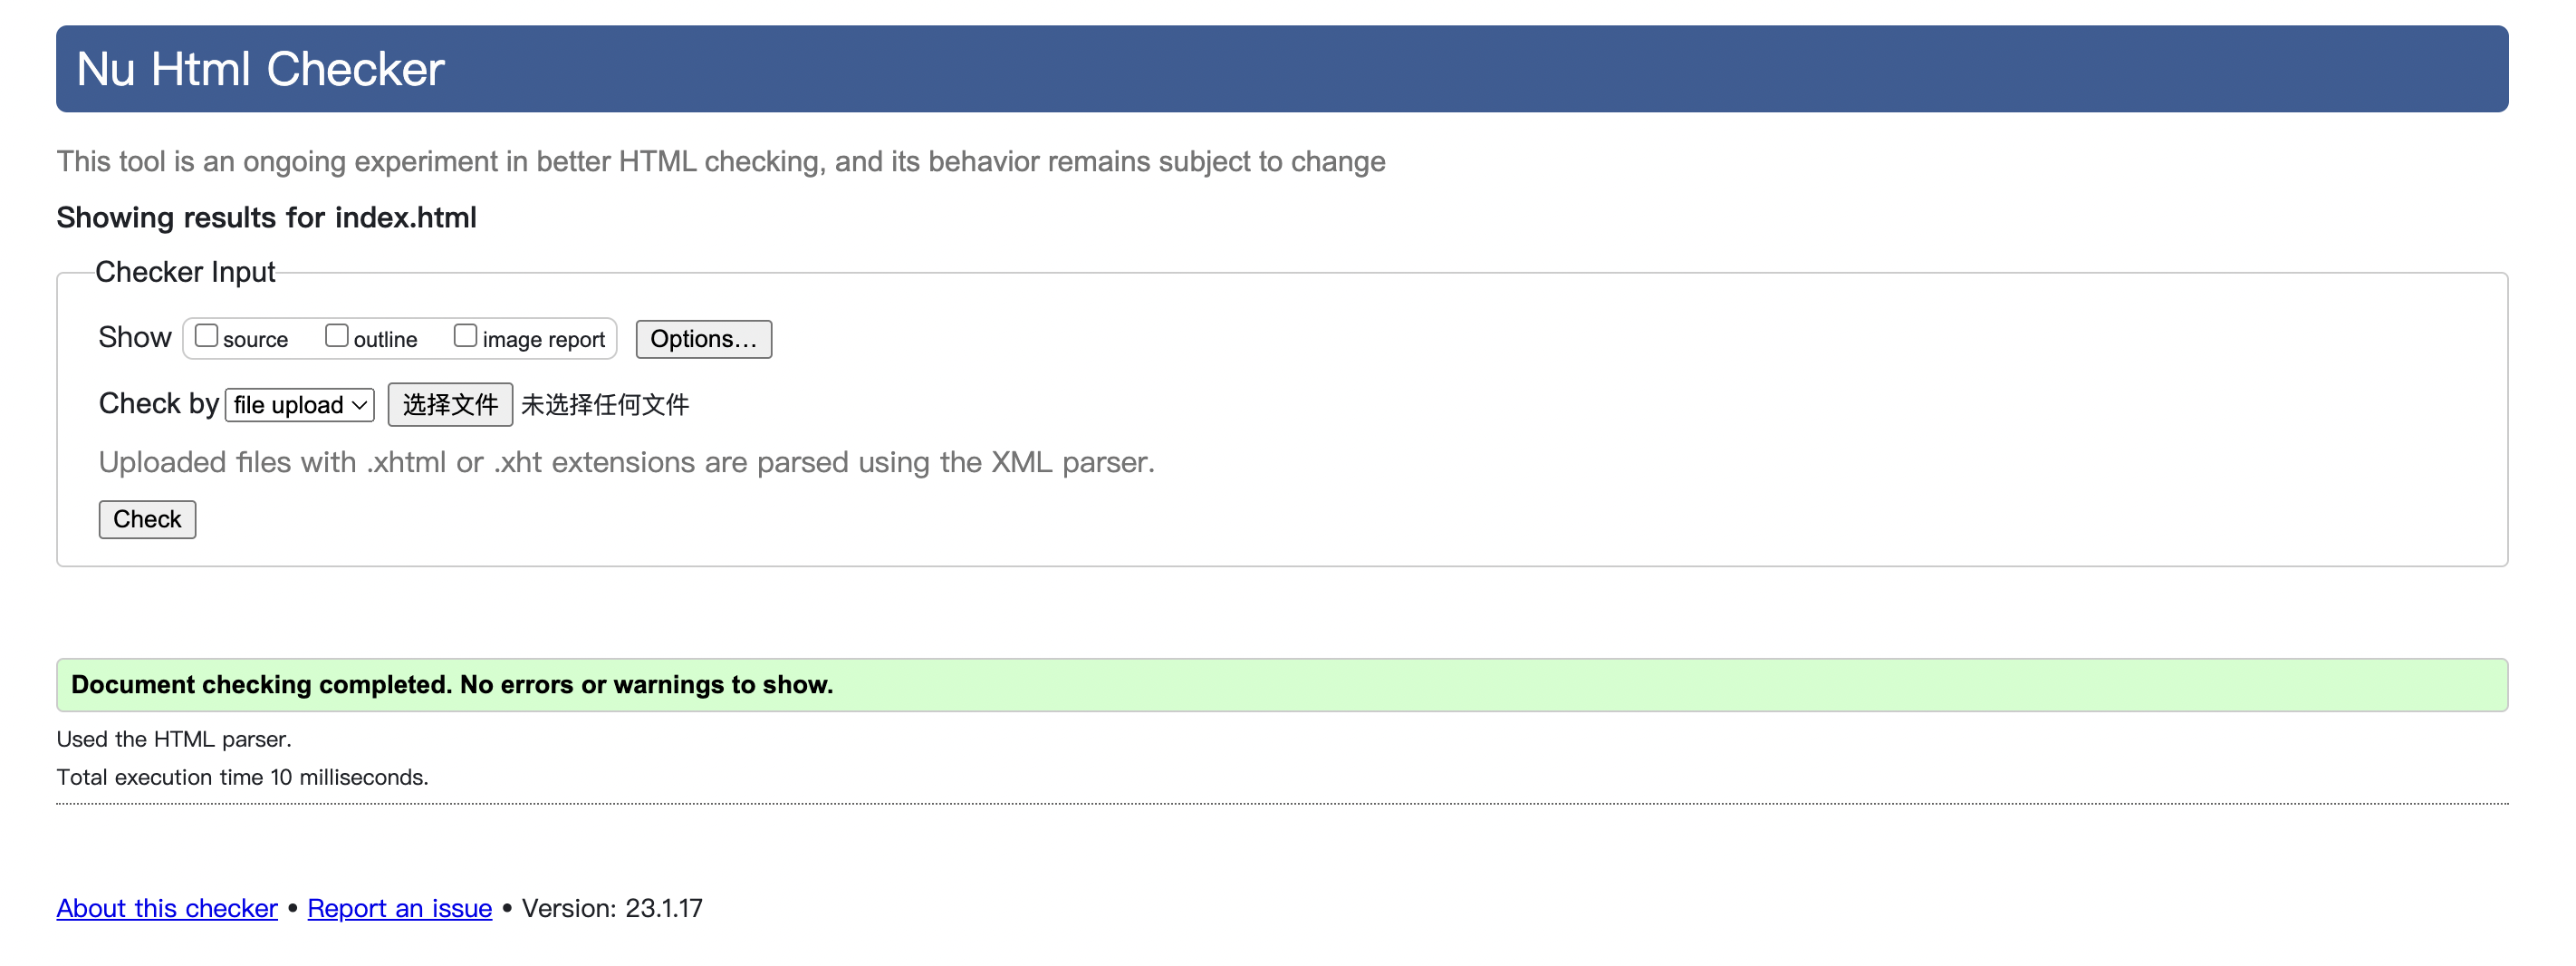 Nu Html Checker
This tool is an ongoing experiment in better HTML checking, and its behavior remains subject to change
Showing results for index.html
Checker Input
Show source outline image report Options...
Check by file upload 选择文件 未选择任何文件
Uploaded files with .xhtml or .xht extensions are parsed using the XML parser.
Check
Document checking completed. No errors or warnings to show.
Used the HTML parser.
Total execution time 10 milliseconds.
About this checker • Report an issue • Version: 23.1.17